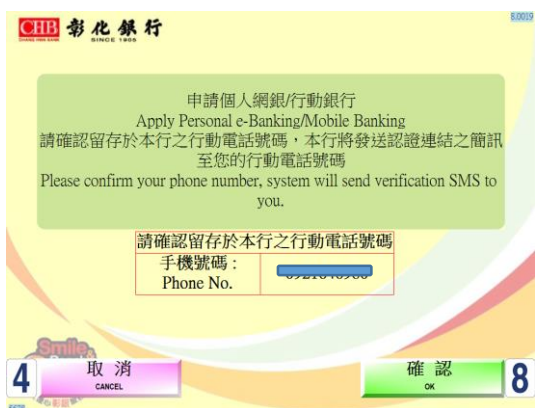 8.0019
CHB 彰化銀行
CHANG HWA BANK
SINCE 1905
申請個人網銀/行動銀行
Apply Personal e-Banking/Mobile Banking
請確認留存於本行之行動電話號碼，本行將發送認證連結之簡訊
至您的行動電話號碼
Please confirm your phone number, system will send verification SMS to
you.
請確認留存於本行之行動電話號碼
手機號碼：
Phone No.
Smile
4 取 消
CANCEL
確 認 8
OK